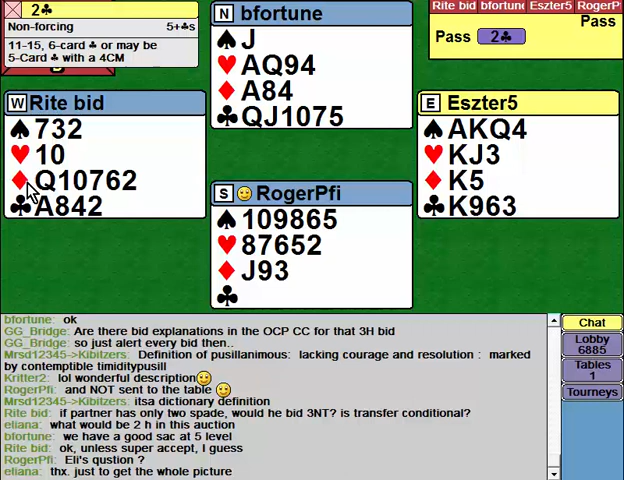 2♣
Non-forcing 5+♣s
11-15, 6-card ♣ or may be
5-Card ♣ with a 4CM
N bfortune
♠ J
♥ AQ94
♦ A84
♣ QJ1075
Rite bid bfortune Eszter5 RogerPfi
Pass
Pass 2♣
W Rite bid
♠ 732
♥ 10
♦ Q10762
♣ A842
E Eszter5
♠ AKQ4
♥ KJ3
♦ K5
♣ K963
S RogerPfi
♠ 109865
♥ 87652
♦ J93
♣
bfortune: ok
GG_Bridge: Are there bid explanations in the OCP CC for that 3H bid
GG_Bridge: so just alert every bid then..
Mrsd12345->Kibitzers: Definition of pusillanimous: lacking courage and resolution : marked
by contemptible timiditypusill
Kritter2: lol wonderful description
RogerPfi: and NOT sent to the table
Mrsd12345->Kibitzers: itsa dictionary definition
Rite bid: if partner has only two spade, would he bid 3NT? is transfer conditional?
eliana: what would be 2 h in this auction
bfortune: we have a good sac at 5 level
Rite bid: ok, unless super accept, I guess
RogerPfi: Eli's qustion ?
eliana: thx. just to get the whole picture
Chat
Lobby
6885
Tables
1
Tourneys